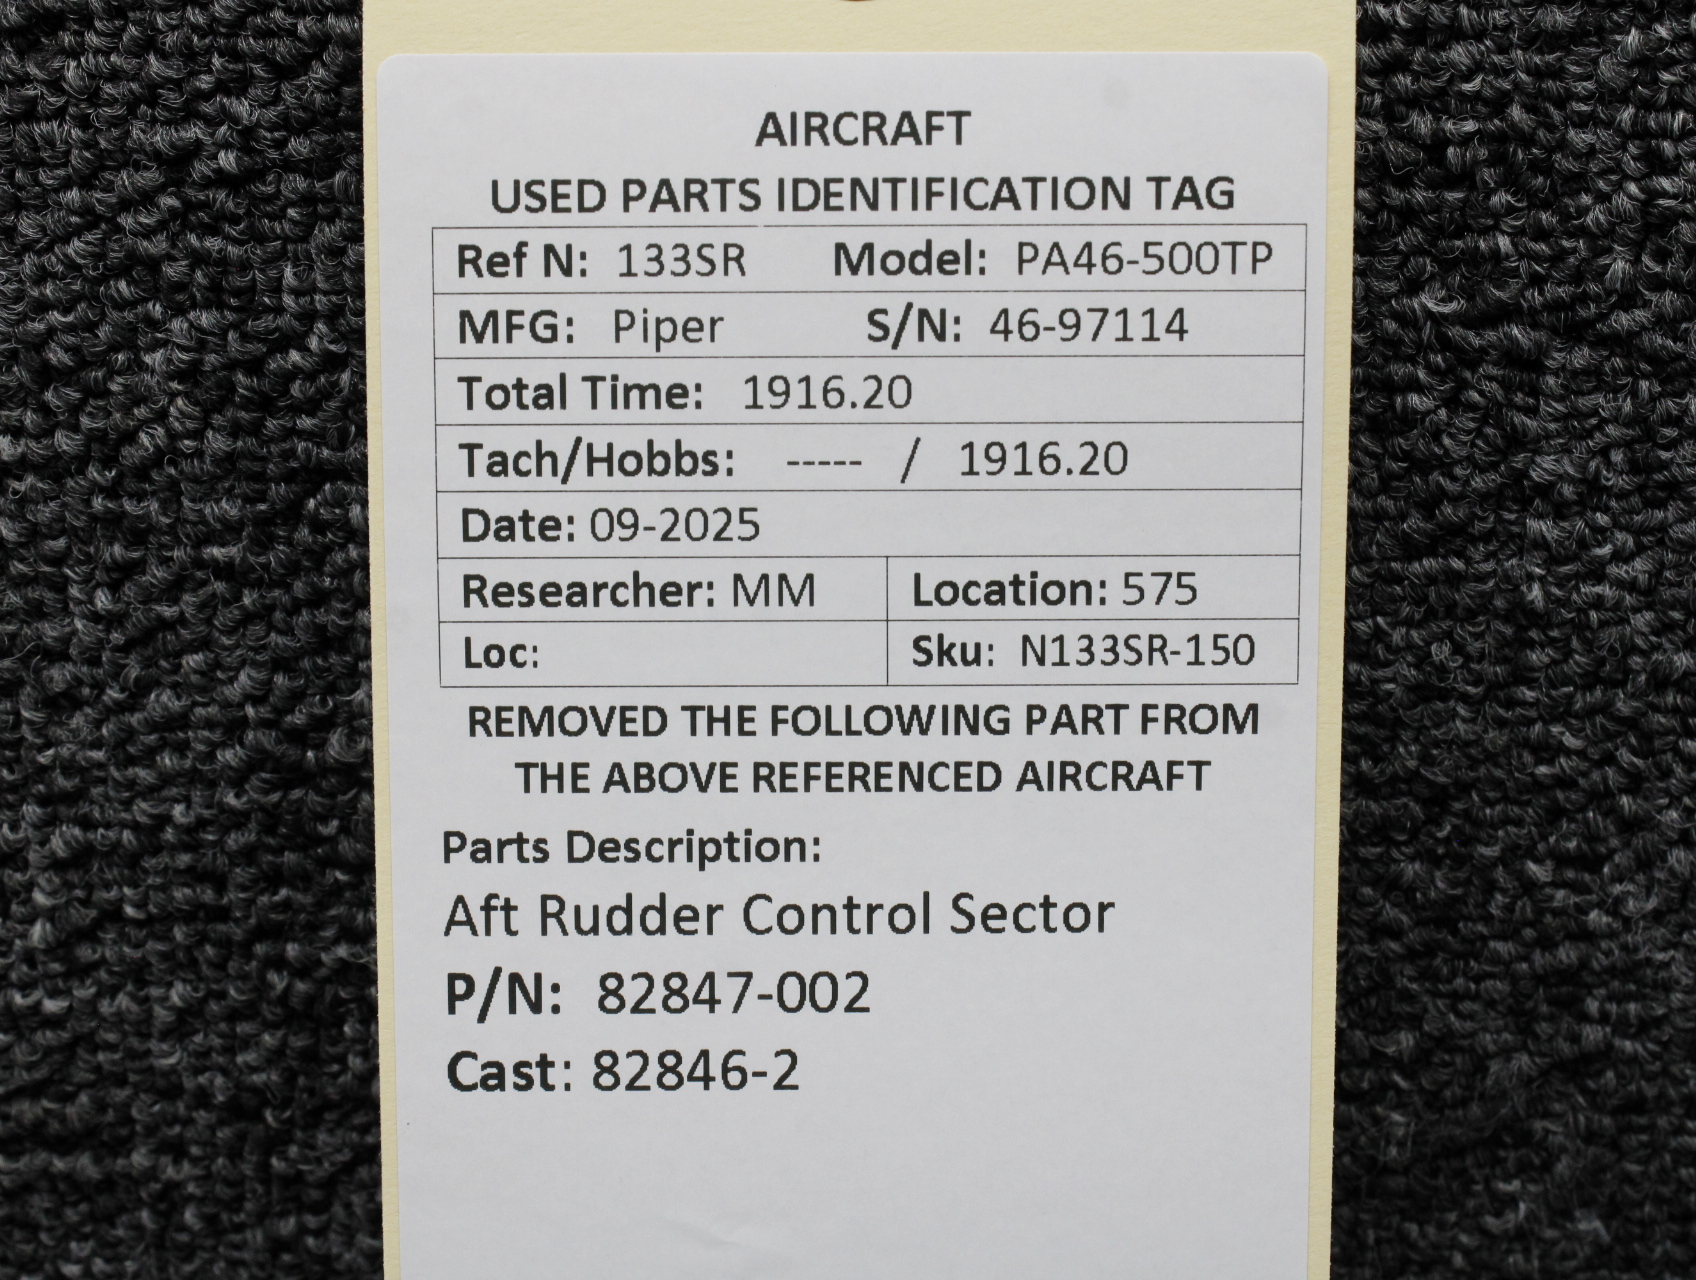 AIRCRAFT
USED PARTS IDENTIFICATION TAG
Ref N: 133SR Model: PA46-500TP
MFG: Piper S/N: 46-97114
Total Time: 1916.20
Tach/Hobbs: ----- / 1916.20
Date: 09-2025
Researcher: MM Location: 575
Loc: Sku: N133SR-150
REMOVED THE FOLLOWING PART FROM
THE ABOVE REFERENCED AIRCRAFT
Parts Description:
Aft Rudder Control Sector
P/N: 82847-002
Cast: 82846-2